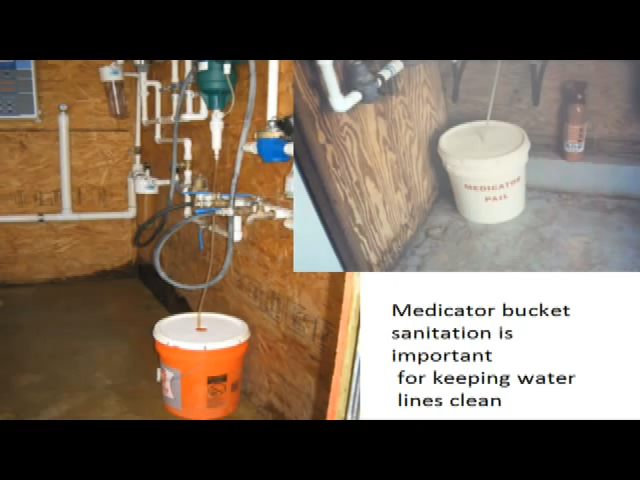 MEDICATOR
PAIL
Medicator bucket
sanitation is
important
for keeping water
lines clean